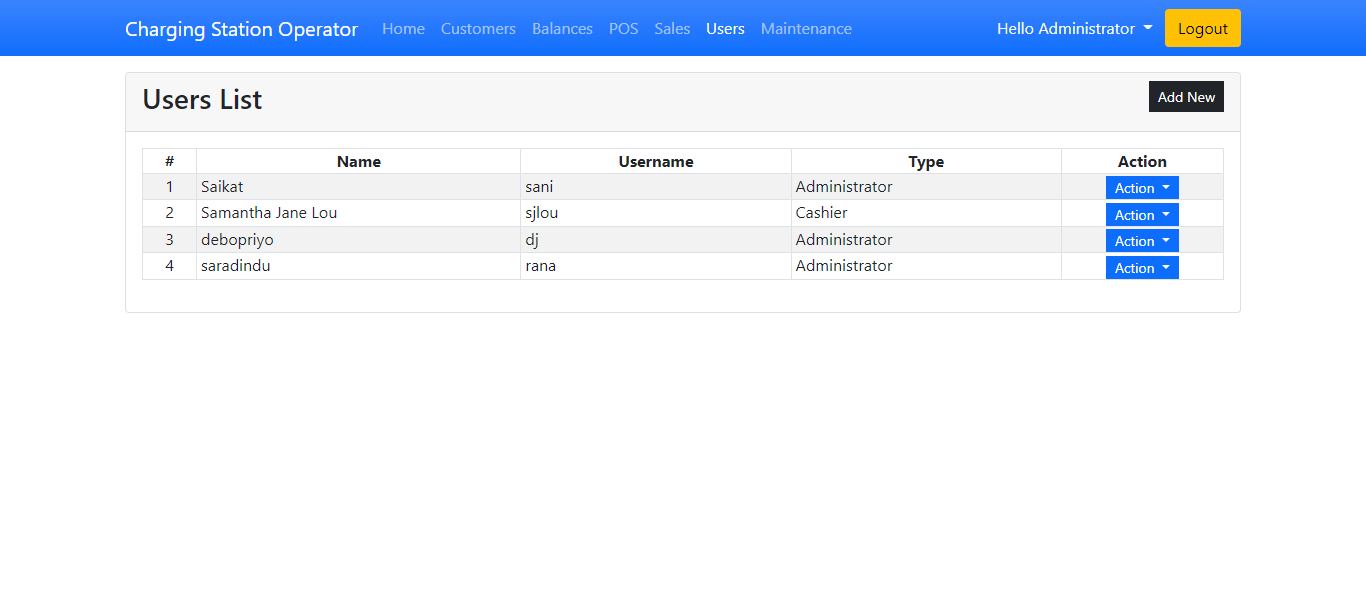 Charging Station Operator Home Customers Balances POS Sales Users Maintenance Hello Administrator Logout
Users List Add New
# Name Username Type Action
1 Saikat sani Administrator Action
2 Samantha Jane Lou sjlou Cashier Action
3 debopriyo dj Administrator Action
4 saradindu rana Administrator Action